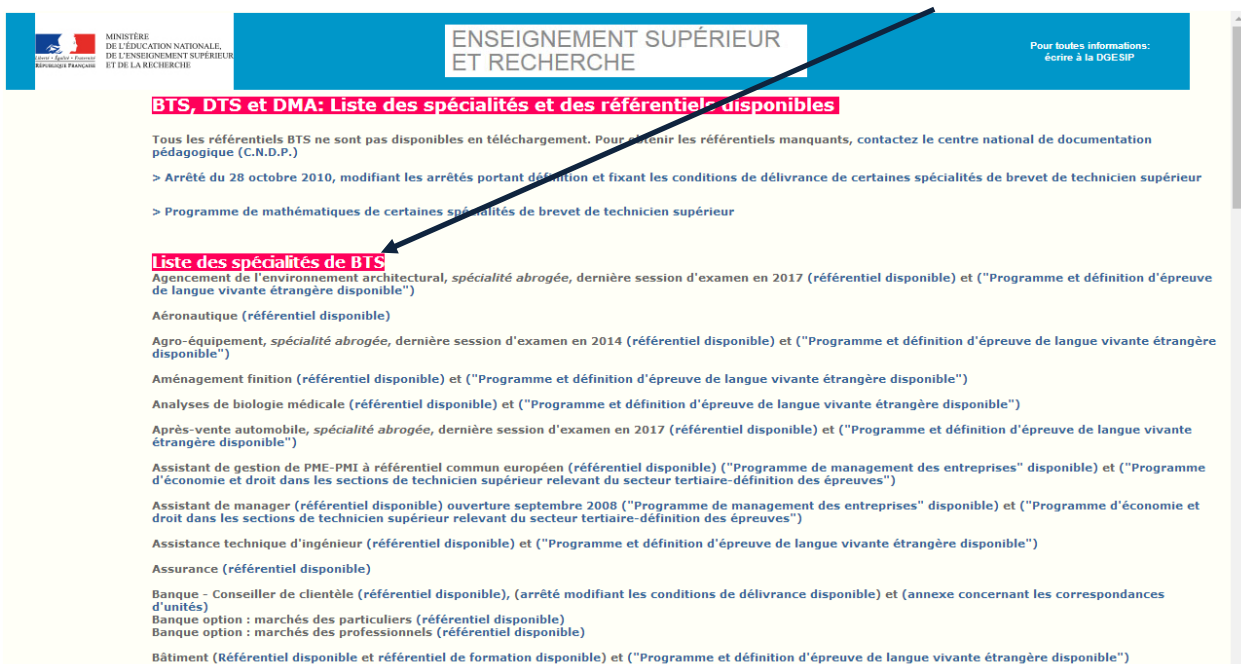 MINISTÈRE
DE L'ÉDUCATION NATIONALE,
DE L'ENSEIGNEMENT SUPÉRIEUR
ET DE LA RECHERCHE
Liberté • Égalité • Fraternité
RÉPUBLIQUE FRANÇAISE
ENSEIGNEMENT SUPÉRIEUR
ET RECHERCHE
Pour toutes informations:
écrire à la DGESIP
BTS, DTS et DMA: Liste des spécialités et des référentiels disponibles
Tous les référentiels BTS ne sont pas disponibles en téléchargement. Pour obtenir les référentiels manquants, contactez le centre national de documentation
pédagogique (C.N.D.P.)
> Arrêté du 28 octobre 2010, modifiant les arrêtés portant définition et fixant les conditions de délivrance de certaines spécialités de brevet de technicien supérieur
> Programme de mathématiques de certaines spécialités de brevet de technicien supérieur
Liste des spécialités de BTS
Agencement de l'environnement architectural, spécialité abrogée, dernière session d'examen en 2017 (référentiel disponible) et ("Programme et définition d'épreuve
de langue vivante étrangère disponible")
Aéronautique (référentiel disponible)
Agro-équipement, spécialité abrogée, dernière session d'examen en 2014 (référentiel disponible) et ("Programme et définition d'épreuve de langue vivante étrangère
disponible")
Aménagement finition (référentiel disponible) et ("Programme et définition d'épreuve de langue vivante étrangère disponible")
Analyses de biologie médicale (référentiel disponible) et ("Programme et définition d'épreuve de langue vivante étrangère disponible")
Après-vente automobile, spécialité abrogée, dernière session d'examen en 2017 (référentiel disponible) et ("Programme et définition d'épreuve de langue vivante
étrangère disponible")
Assistant de gestion de PME-PMI à référentiel commun européen (référentiel disponible) ("Programme de management des entreprises" disponible) et ("Programme
d'économie et droit dans les sections de technicien supérieur relevant du secteur tertiaire-définition des épreuves")
Assistant de manager (référentiel disponible) ouverture septembre 2008 ("Programme de management des entreprises" disponible) et ("Programme d'économie et
droit dans les sections de technicien supérieur relevant du secteur tertiaire-définition des épreuves")
Assistance technique d'ingénieur (référentiel disponible) et ("Programme et définition d'épreuve de langue vivante étrangère disponible")
Assurance (référentiel disponible)
Banque - Conseiller de clientèle (référentiel disponible), (arrêté modifiant les conditions de délivrance disponible) et (annexe concernant les correspondances
d'unités)
Banque option : marchés des particuliers (référentiel disponible)
Banque option : marchés des professionnels (référentiel disponible)
Bâtiment (Référentiel disponible et référentiel de formation disponible) et ("Programme et définition d'épreuve de langue vivante étrangère disponible")